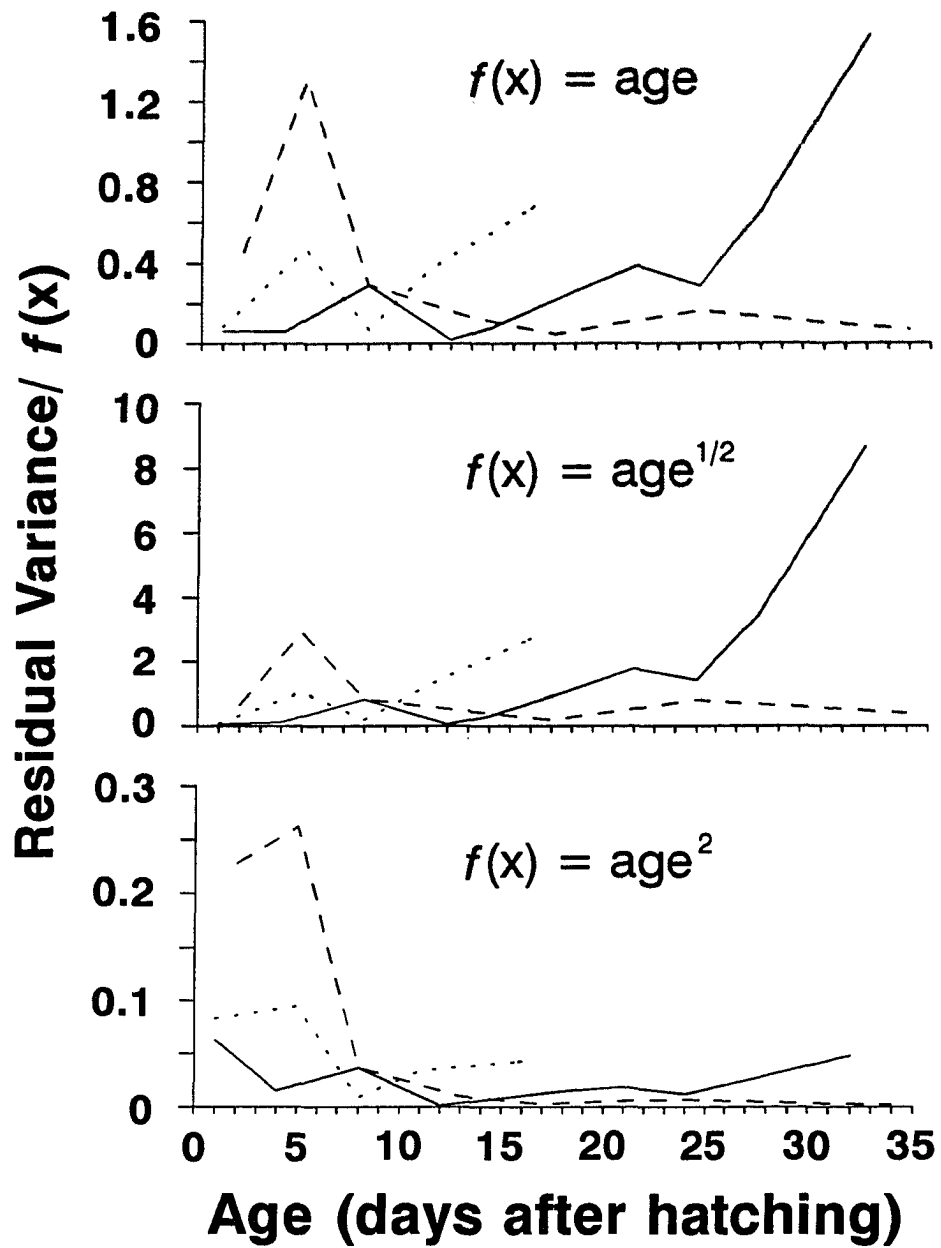 Residual Variance/ f(x)
1.6
1.2
0.8
0.4
0
f(x) = age
10
8
6
4
2
0
f(x) = age^1/2
0.3
0.2
0.1
0
f(x) = age^2
0 5 10 15 20 25 30 35
Age (days after hatching)